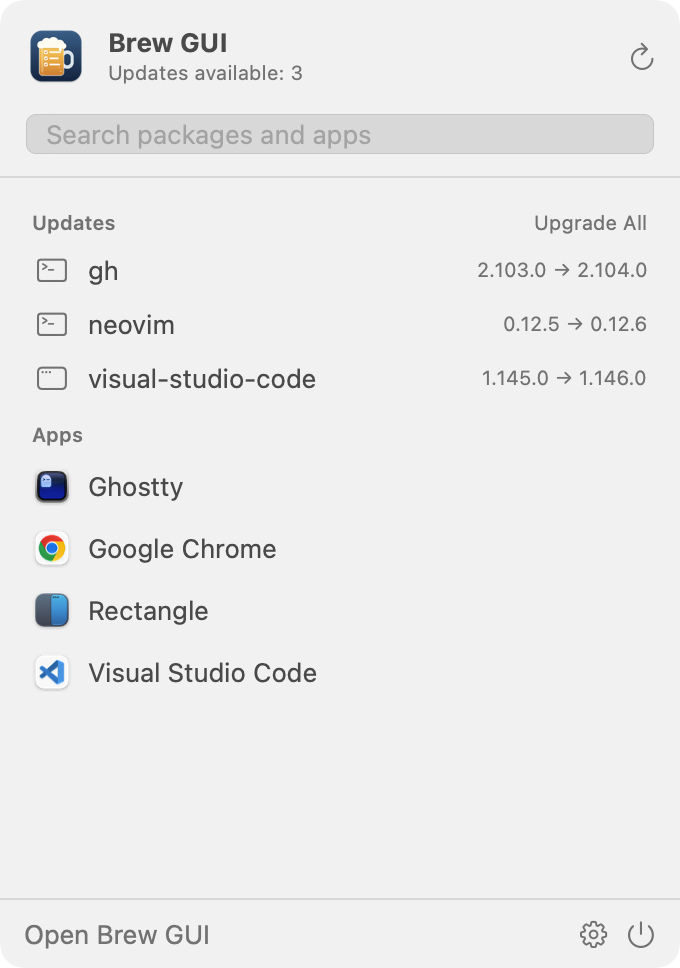 Brew GUI
Updates available: 3
Search packages and apps
Updates Upgrade All
gh 2.103.0 → 2.104.0
neovim 0.12.5 → 0.12.6
visual-studio-code 1.145.0 → 1.146.0
Apps
Ghostty
Google Chrome
Rectangle
Visual Studio Code
Open Brew GUI